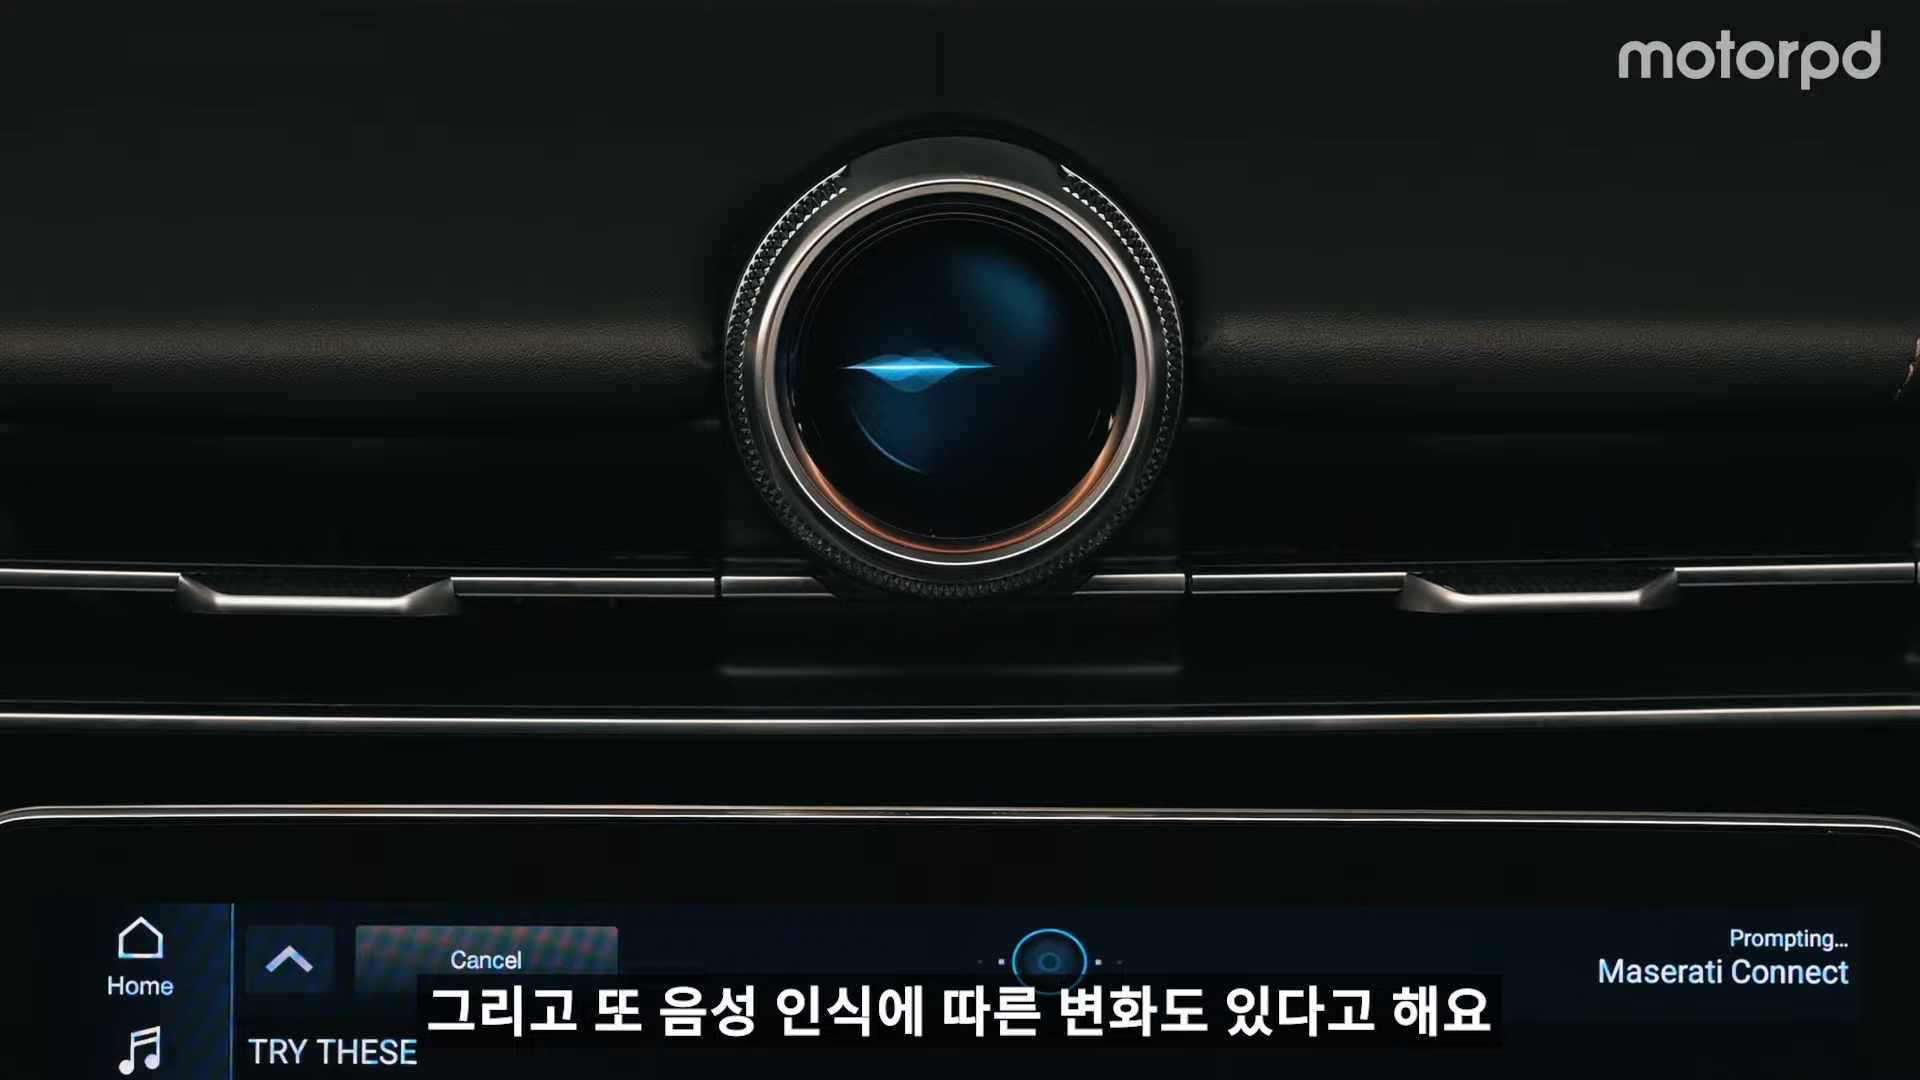 motorpd
Prompting...
Cancel
Maserati Connect
Home
그리고 또 음성 인식에 따른 변화도 있다고 해요
TRY THESE